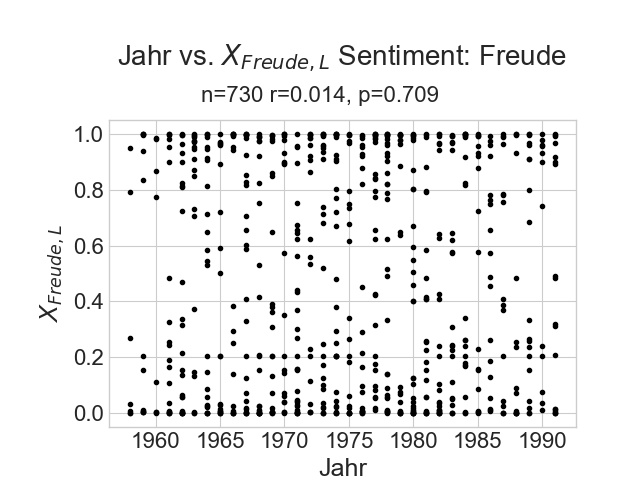 Jahr vs. X_{Freude, L} Sentiment: Freude
n=730 r=0.014, p=0.709
X_{Freude, L}
1.0
0.8
0.6
0.4
0.2
0.0
1960 1965 1970 1975 1980 1985 1990
Jahr